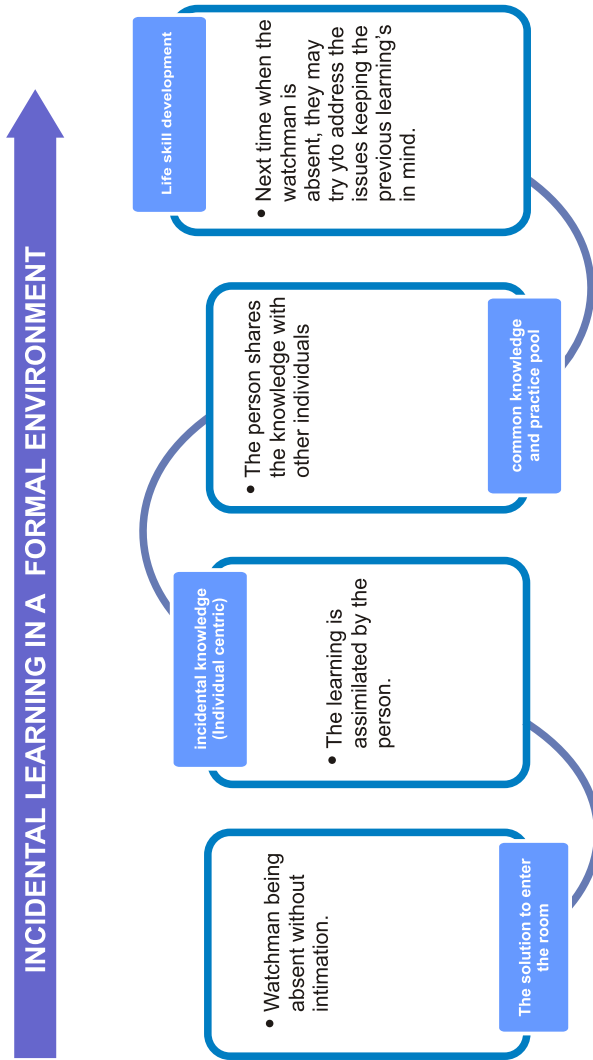 INCIDENTAL LEARNING IN A FORMAL ENVIRONMENT
• Watchman being
absent without
intimation.
The solution to enter
the room
incidental knowledge
(Individual centric)
• The learning is
assimilated by the
person.
• The person shares
the knowledge with
other individuals
common knowledge
and practice pool
Life skill development
• Next time when the
watchman is
absent, they may
try yto address the
issues keeping the
previous learning's
in mind.